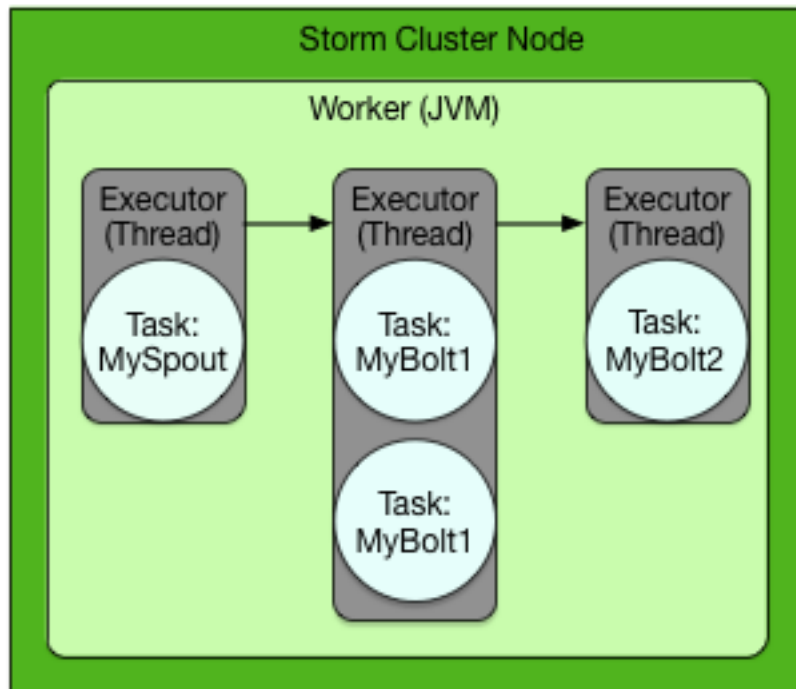 Storm Cluster Node
Worker (JVM)
Executor
(Thread)
Task:
MySpout
Executor
(Thread)
Task:
MyBolt1
Task:
MyBolt1
Executor
(Thread)
Task:
MyBolt2